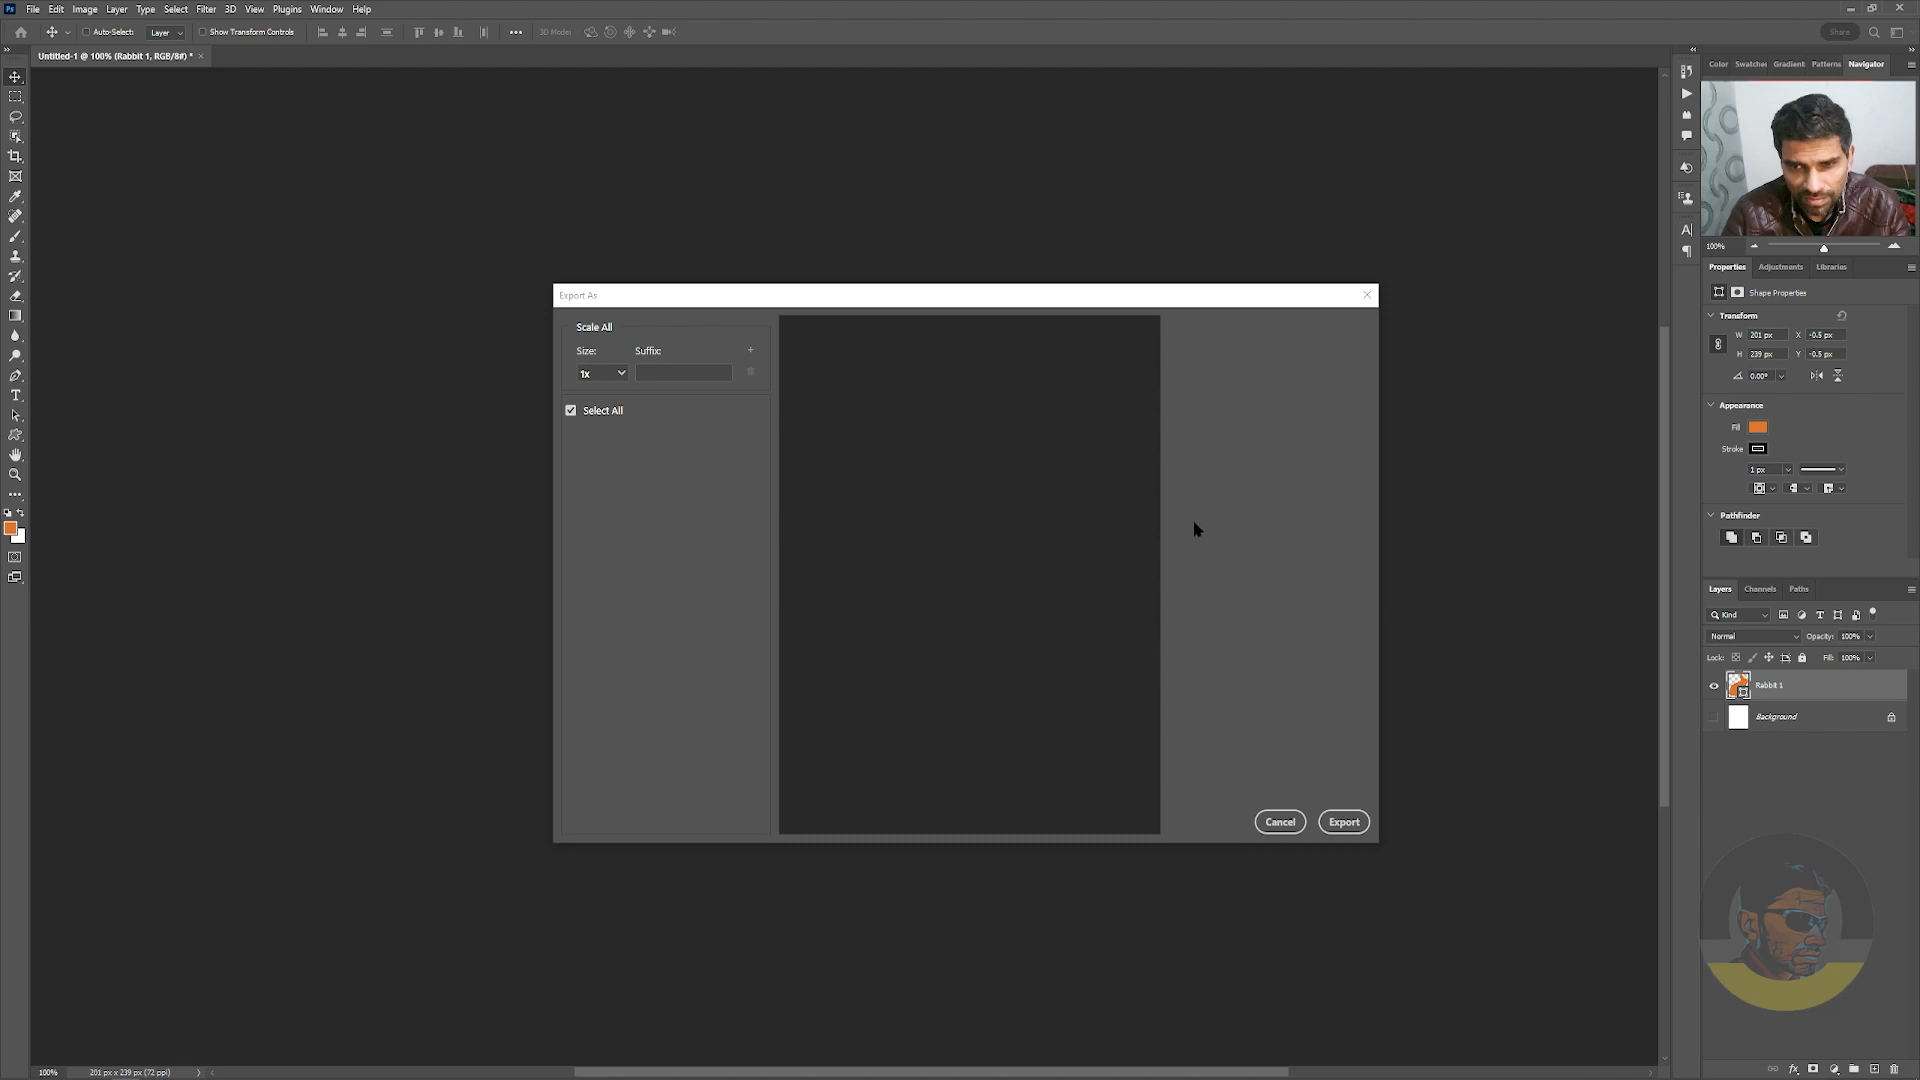 Ps File Edit Image Layer Type Select Filter 3D View Plugins Window Help
Auto-Select: Layer Show Transform Controls 3D Mode: Share
Untitled-1 @ 100% (Rabbit 1, RGB/8#) *
Color Swatches Gradient Patterns Navigator
100%
Properties Adjustments Libraries
Shape Properties
Transform
W 201 px X -0.5 px
H 239 px Y -0.5 px
0.00°
Appearance
Fill
Stroke
1 px
Pathfinder
Layers Channels Paths
Kind
Normal Opacity: 100%
Lock: Fill: 100%
Rabbit 1
Background
Export As
Scale All
Size: Suffix: +
1x
Select All
Cancel Export
100% 201 px x 239 px (72 ppi)